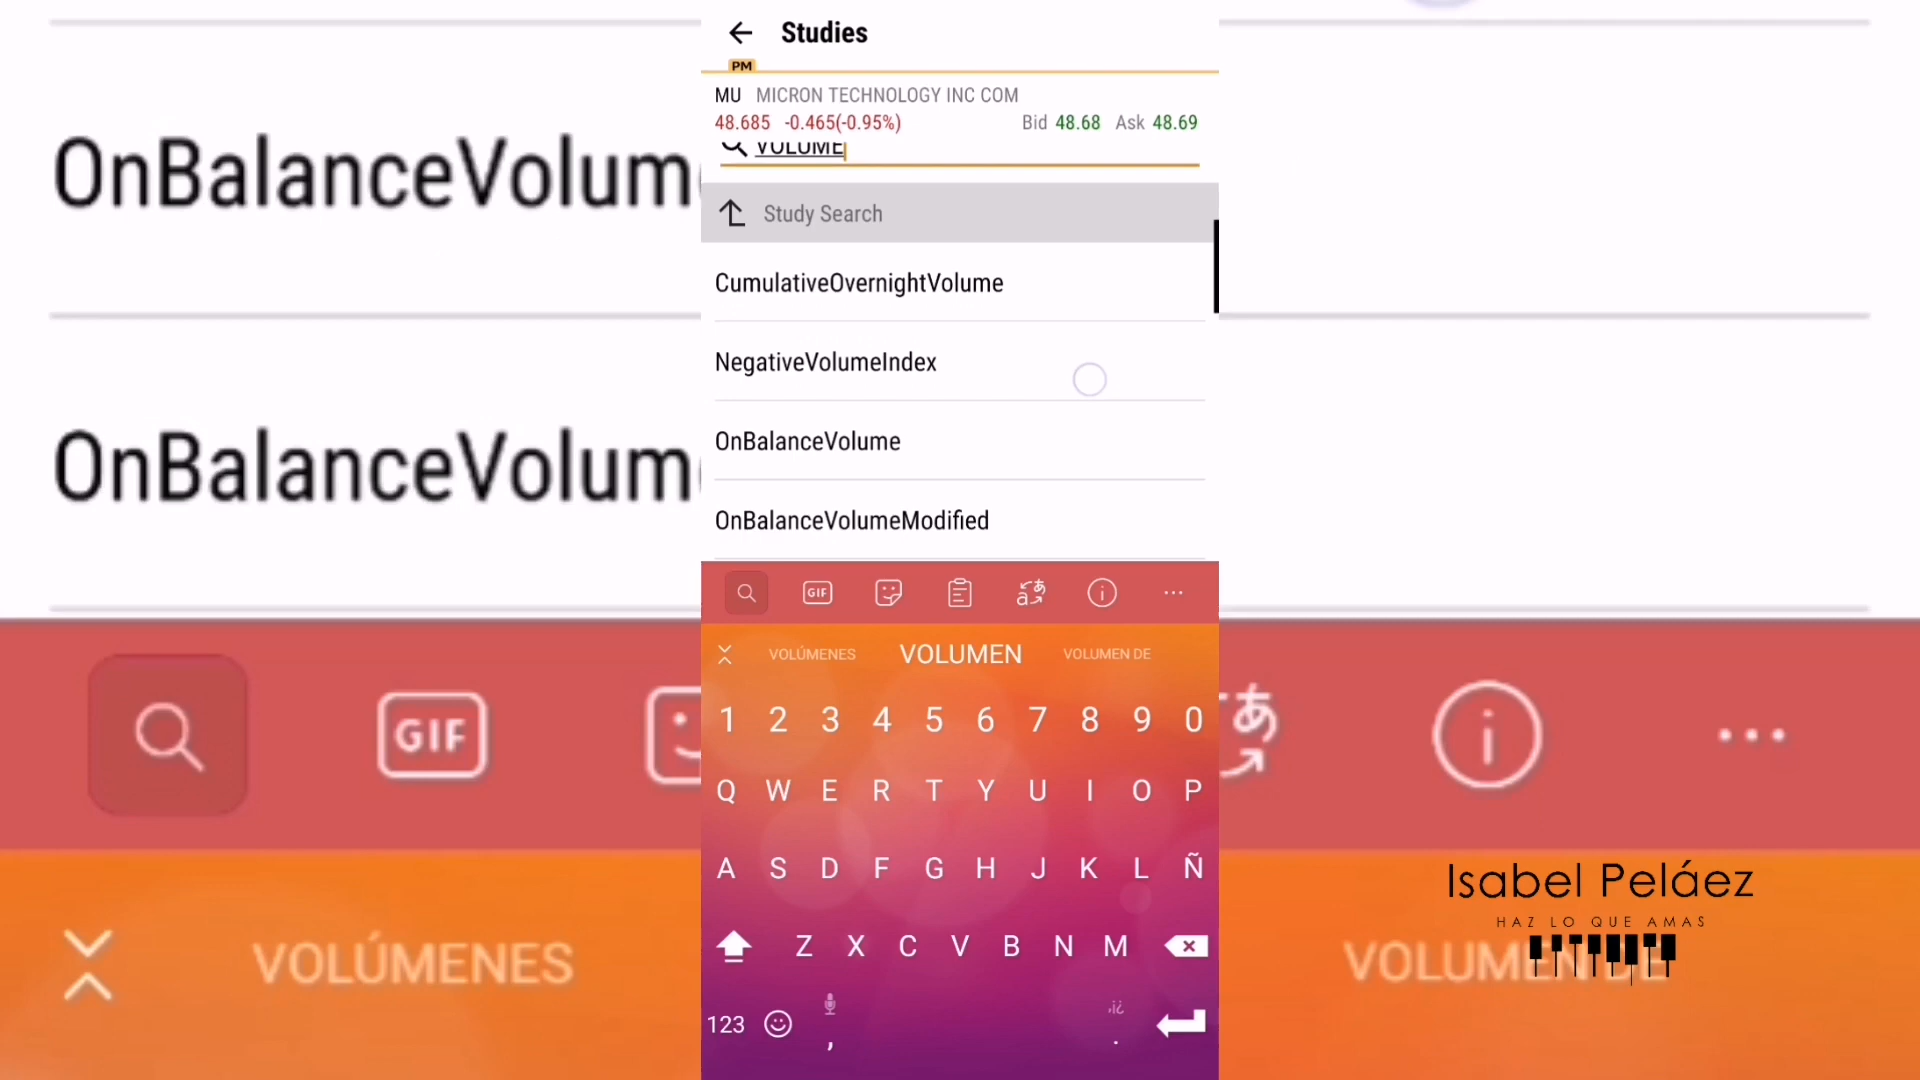 Studies
PM
MU MICRON TECHNOLOGY INC COM
48.685 -0.465(-0.95%) Bid 48.68 Ask 48.69
VOLUME
Study Search
CumulativeOvernightVolume
NegativeVolumeIndex
OnBalanceVolume
OnBalanceVolumeModified
GIF
VOLÚMENES VOLUMEN VOLUMEN DE
1 2 3 4 5 6 7 8 9 0
Q W E R T Y U I O P
A S D F G H J K L Ñ
Z X C V B N M
123 , .
OnBalanceVolum
OnBalanceVolum
GIF
VOLÚMENES
VOLUMEN DE
Isabel Peláez
HAZ LO QUE AMAS